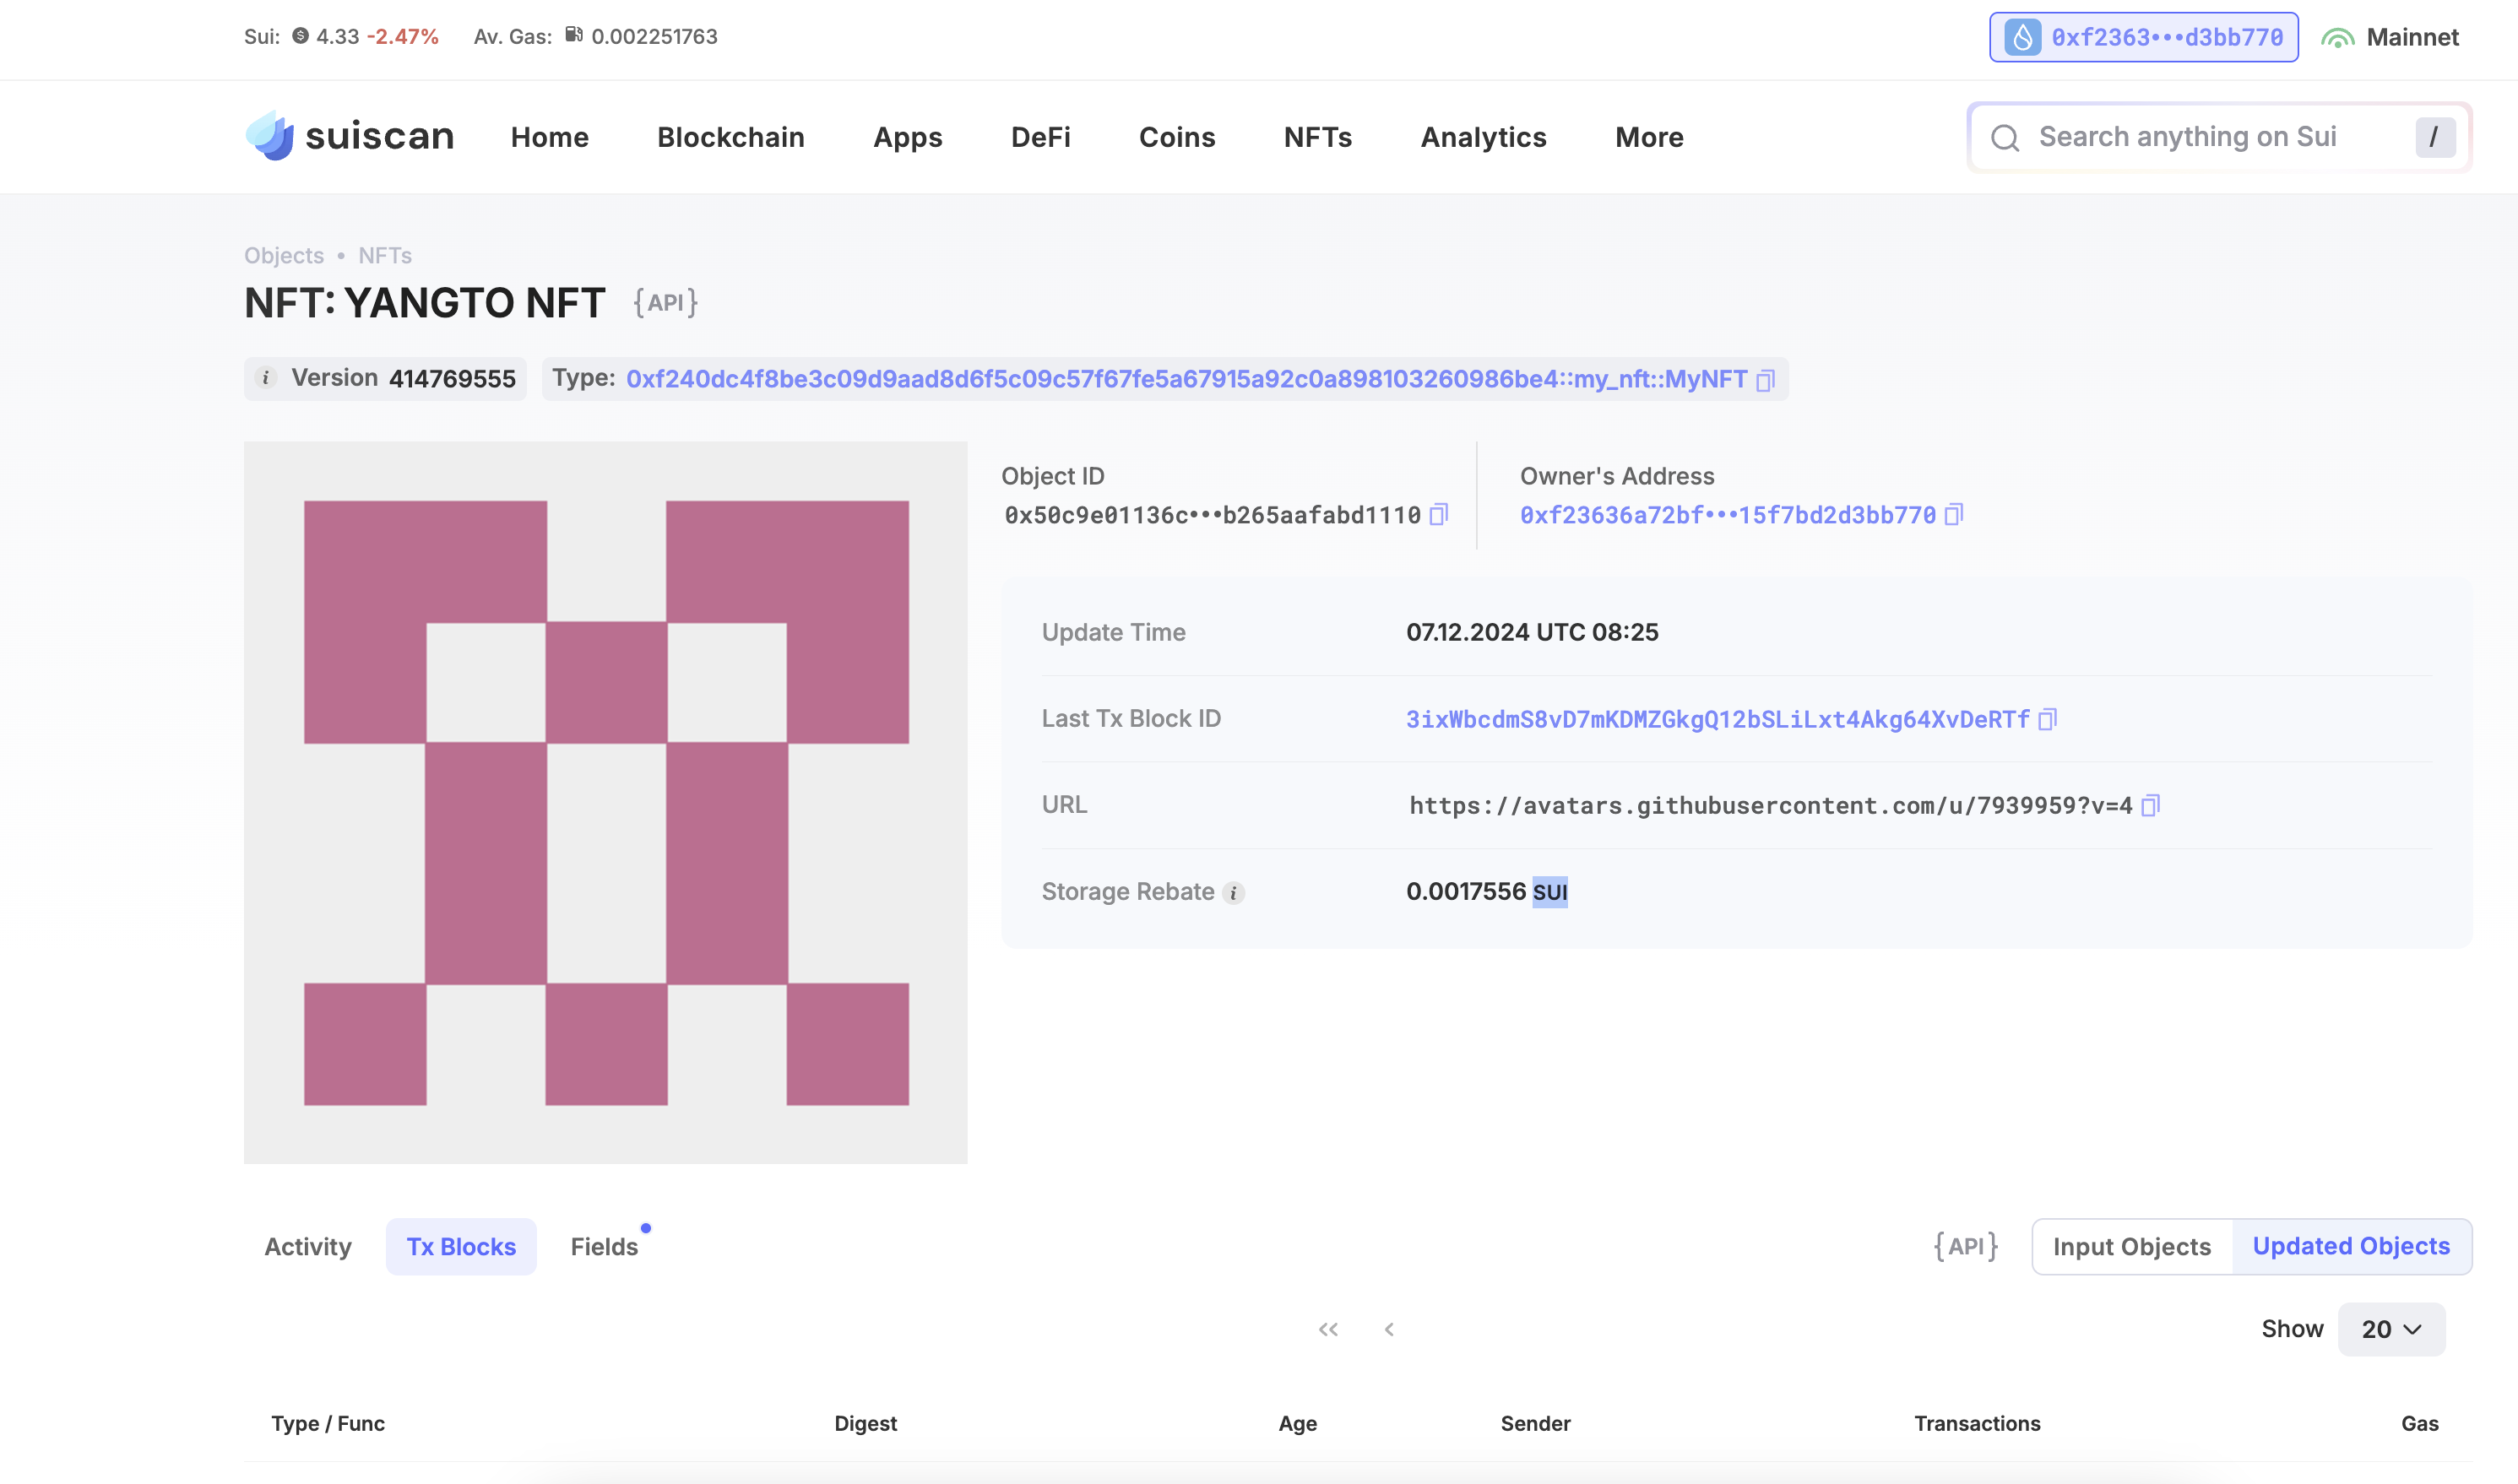 Sui: 4.33 -2.47% Av. Gas: 0.002251763
0xf2363•••d3bb770 Mainnet
suiscan Home Blockchain Apps DeFi Coins NFTs Analytics More
Search anything on Sui /
Objects • NFTs
NFT: YANGTO NFT {API}
i Version 414769555 Type: 0xf240dc4f8be3c09d9aad8d6f5c09c57f67fe5a67915a92c0a898103260986be4::my_nft::MyNFT
Object ID
0x50c9e01136c•••b265aafabd1110
Owner's Address
0xf23636a72bf•••15f7bd2d3bb770
Update Time 07.12.2024 UTC 08:25
Last Tx Block ID 3ixWbcdmS8vD7mKDMZGkgQ12bSLiLxt4Akg64XvDeRTf
URL https://avatars.githubusercontent.com/u/7939959?v=4
Storage Rebate i 0.0017556 SUI
Activity Tx Blocks Fields
{API} Input Objects Updated Objects
Show 20
Type / Func Digest Age Sender Transactions Gas